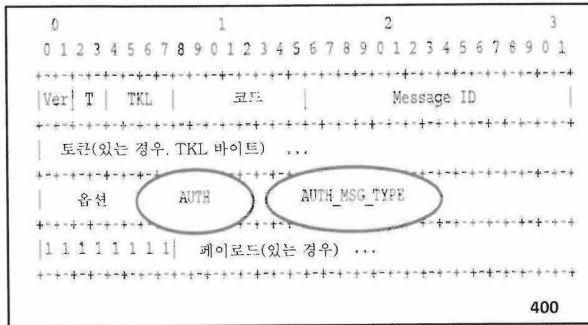 0 1 2 3
0 1 2 3 4 5 6 7 8 9 0 1 2 3 4 5 6 7 8 9 0 1 2 3 4 5 6 7 8 9 0 1
+-+-+-+-+-+-+-+-+-+-+-+-+-+-+-+-+-+-+-+-+-+-+-+-+-+-+-+-+-+-+-+-+
|Ver| T | TKL | 코드 | Message ID |
+-+-+-+-+-+-+-+-+-+-+-+-+-+-+-+-+-+-+-+-+-+-+-+-+-+-+-+-+-+-+-+-+
| 토큰(있는 경우, TKL 바이트) ...
+-+-+-+-+-+-+-+-+-+-+-+-+-+-+-+-+-+-+-+-+-+-+-+-+-+-+-+-+-+-+-+-+
| 옵션 AUTH AUTH_MSG_TYPE
+-+-+-+-+-+-+-+-+-+-+-+-+-+-+-+-+-+-+-+-+-+-+-+-+-+-+-+-+-+-+-+-+
|1 1 1 1 1 1 1 1| 페이로드(있는 경우) ...
+-+-+-+-+-+-+-+-+-+-+-+-+-+-+-+-+-+-+-+-+-+-+-+-+-+-+-+-+-+-+-+-+
400